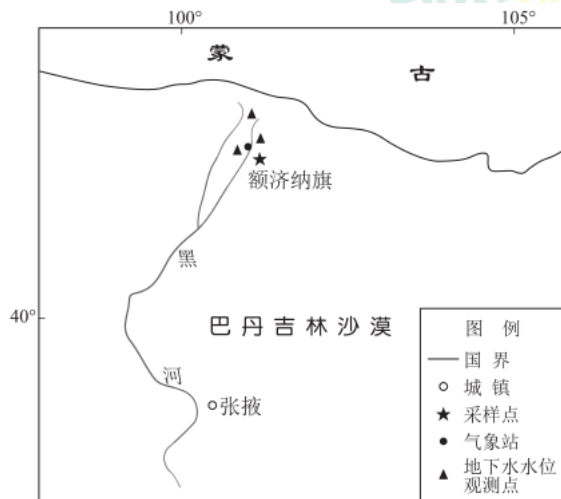 100°
105°
蒙
古
额济纳旗
黑
40°
巴丹吉林沙漠
河
张掖
图 例
国 界
城 镇
采样点
气象站
地下水水位
观测点